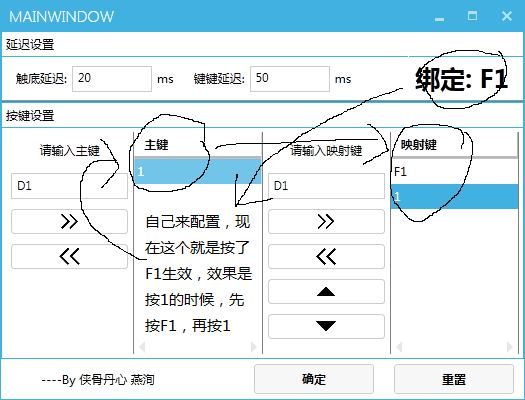 MAINWINDOW
延迟设置
触底延迟: 20 ms 键键延迟: 50 ms 绑定: F1
按键设置
请输入主键 主键 请输入映射键 映射键
1 F1
D1 D1 1
自己来配置，现
在这个就是按了
F1生效，效果是
按1的时候，先
按F1，再按1
----By 侠骨丹心 燕洵 确定 重置